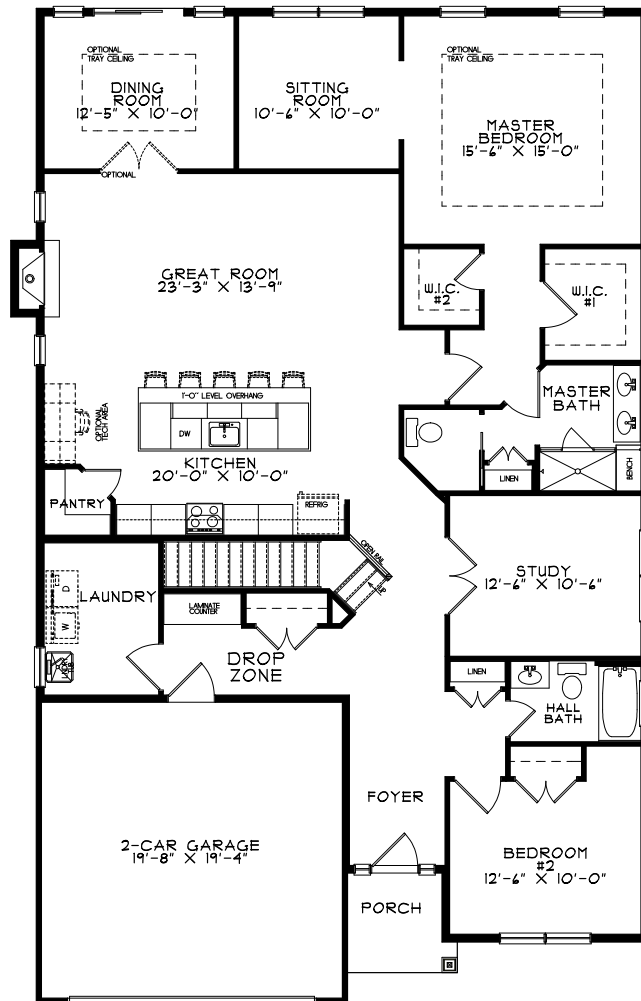 OPTIONAL
TRAY CEILING
DINING
ROOM
12'-5" X 10'-0"
OPTIONAL
SITTING
ROOM
10'-6" X 10'-0"
OPTIONAL
TRAY CEILING
MASTER
BEDROOM
15'-6" X 15'-0"
GREAT ROOM
23'-3" X 13'-9"
W.I.C.
#2
W.I.C.
#1
1'-0" LEVEL OVERHANG
DW
OPTIONAL
TECH AREA
KITCHEN
20'-0" X 10'-0"
MASTER
BATH
BENCH
LINEN
PANTRY
REFRIG
OPEN RAIL
UP
STUDY
12'-6" X 10'-6"
LAUNDRY
D
W
LAMINATE
COUNTER
DROP
ZONE
LINEN
HALL
BATH
FOYER
2-CAR GARAGE
19'-8" X 19'-4"
BEDROOM
#2
12'-6" X 10'-0"
PORCH